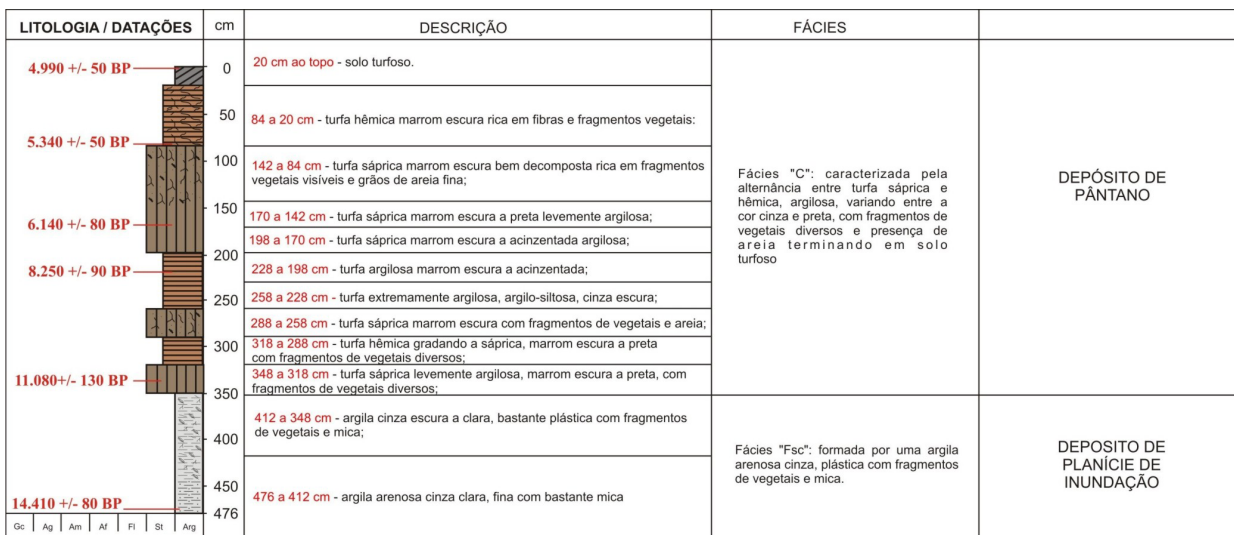 LITOLOGIA / DATAÇÕES
cm
DESCRIÇÃO
FÁCIES
4.990 +/- 50 BP
5.340 +/- 50 BP
6.140 +/- 80 BP
8.250 +/- 90 BP
11.080+/- 130 BP
14.410 +/- 80 BP
Gc Ag Am Af Fl St Arg
0
50
100
150
200
250
300
350
400
450
476
20 cm ao topo - solo turfoso.
84 a 20 cm - turfa hêmica marrom escura rica em fibras e fragmentos vegetais:
142 a 84 cm - turfa sáprica marrom escura bem decomposta rica em fragmentos
vegetais visíveis e grãos de areia fina;
170 a 142 cm - turfa sáprica marrom escura a preta levemente argilosa;
198 a 170 cm - turfa sáprica marrom escura a acinzentada argilosa;
228 a 198 cm - turfa argilosa marrom escura a acinzentada;
258 a 228 cm - turfa extremamente argilosa, argilo-siltosa, cinza escura;
288 a 258 cm - turfa sáprica marrom escura com fragmentos de vegetais e areia;
318 a 288 cm - turfa hêmica gradando a sáprica, marrom escura a preta
com fragmentos de vegetais diversos;
348 a 318 cm - turfa sáprica levemente argilosa, marrom escura a preta, com
fragmentos de vegetais diversos;
412 a 348 cm - argila cinza escura a clara, bastante plástica com fragmentos
de vegetais e mica;
476 a 412 cm - argila arenosa cinza clara, fina com bastante mica
Fácies "C": caracterizada pela
alternância entre turfa sáprica e
hêmica, argilosa, variando entre a
cor cinza e preta, com fragmentos de
vegetais diversos e presença de
areia terminando em solo
turfoso
Fácies "Fsc": formada por uma argila
arenosa cinza, plástica com fragmentos
de vegetais e mica.
DEPÓSITO DE
PÂNTANO
DEPOSITO DE
PLANÍCIE DE
INUNDAÇÃO